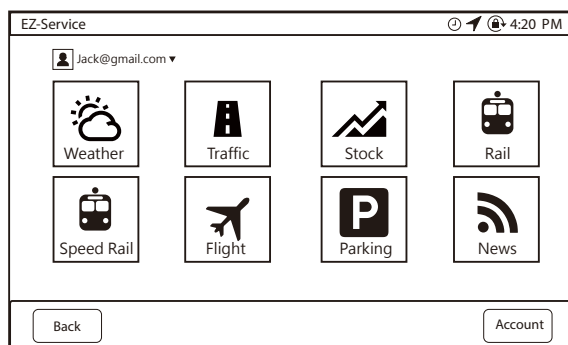 EZ-Service 4:20 PM
Jack@gmail.com
Weather Traffic Stock Rail
Speed Rail Flight P Parking News
Back Account